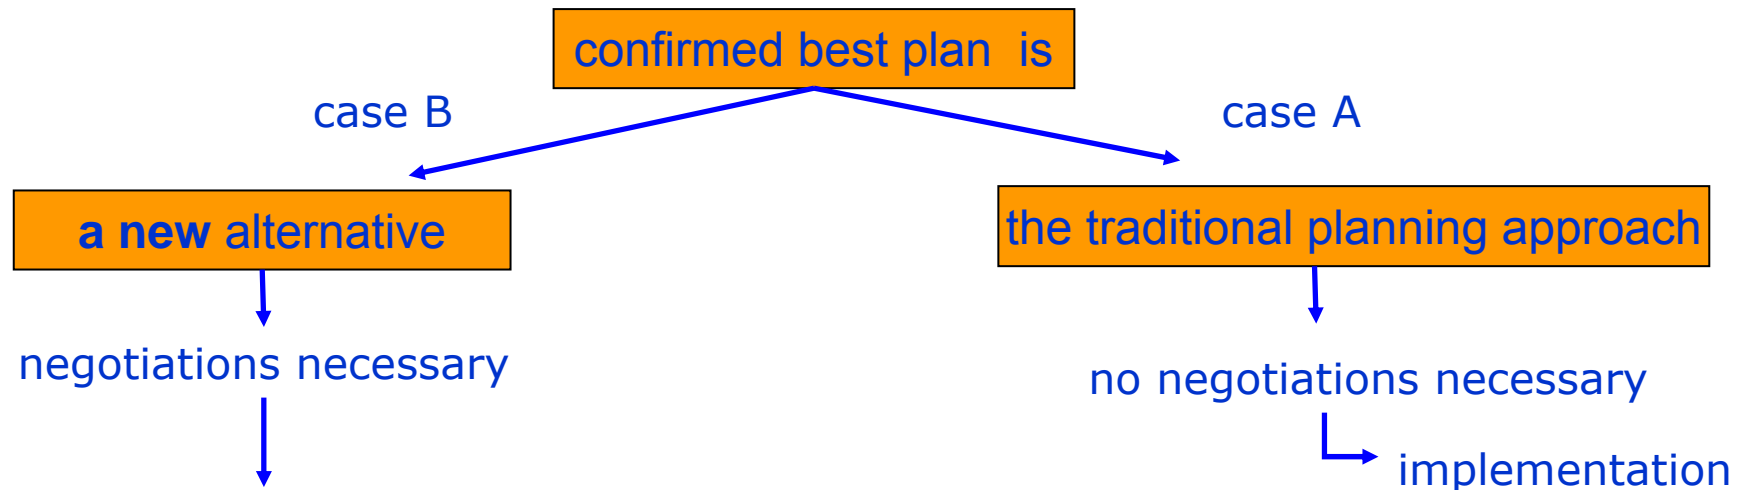 confirmed best plan is
case B
case A
a new alternative
the traditional planning approach
negotiations necessary
no negotiations necessary
implementation